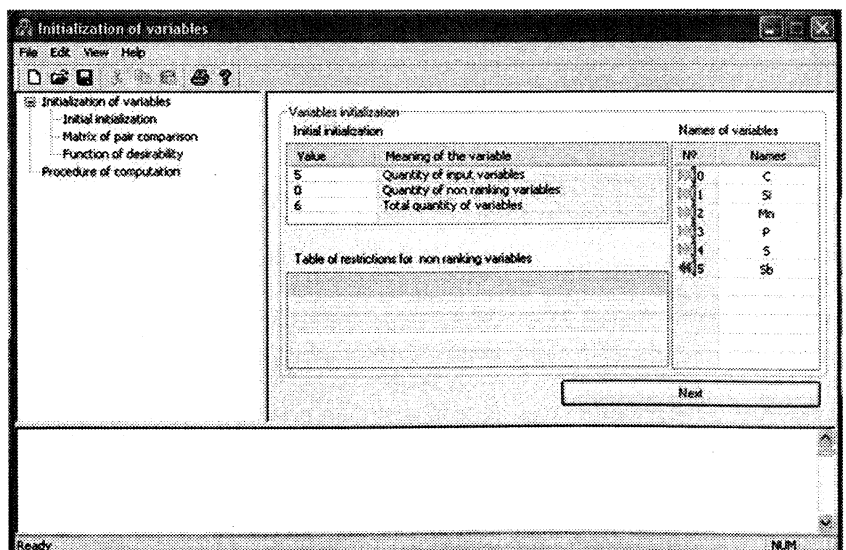 Initialization of variables
File Edit View Help
Initialization of variables
Initial initialization
Matrix of pair comparison
Function of desirability
Procedure of computation
Variables initialization
Initial initialization
Value Meaning of the variable
5 Quantity of input variables
0 Quantity of non ranking variables
6 Total quantity of variables
Table of restrictions for non ranking variables
Names of variables
Nº Names
0 C
1 Si
2 Mn
3 P
4 S
5 Sb
Next
Ready NUM